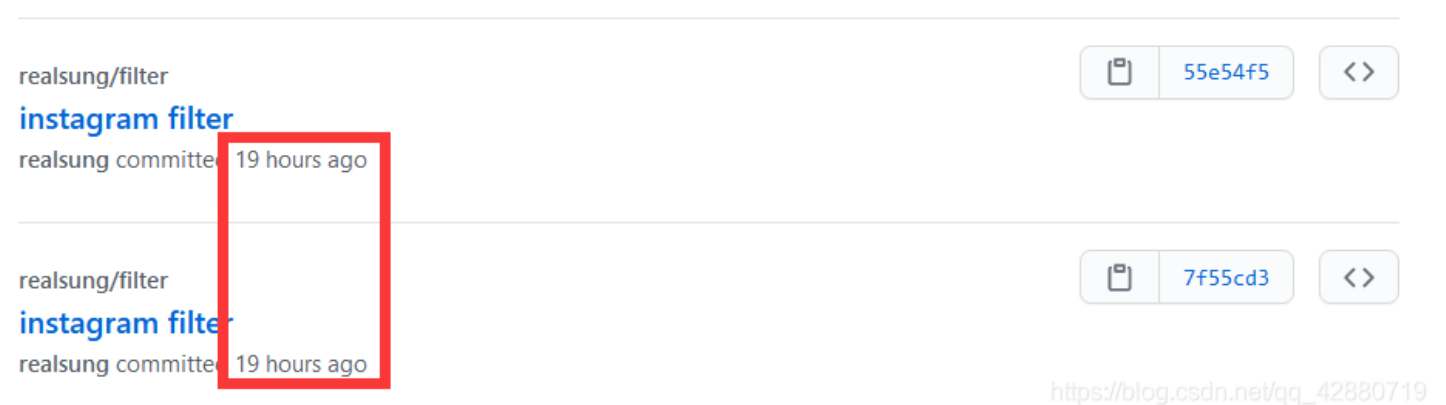 realsung/filter
55e54f5
instagram filter
realsung committed 19 hours ago
realsung/filter
7f55cd3
instagram filter
realsung committed 19 hours ago
https://blog.csdn.net/qq_42880719